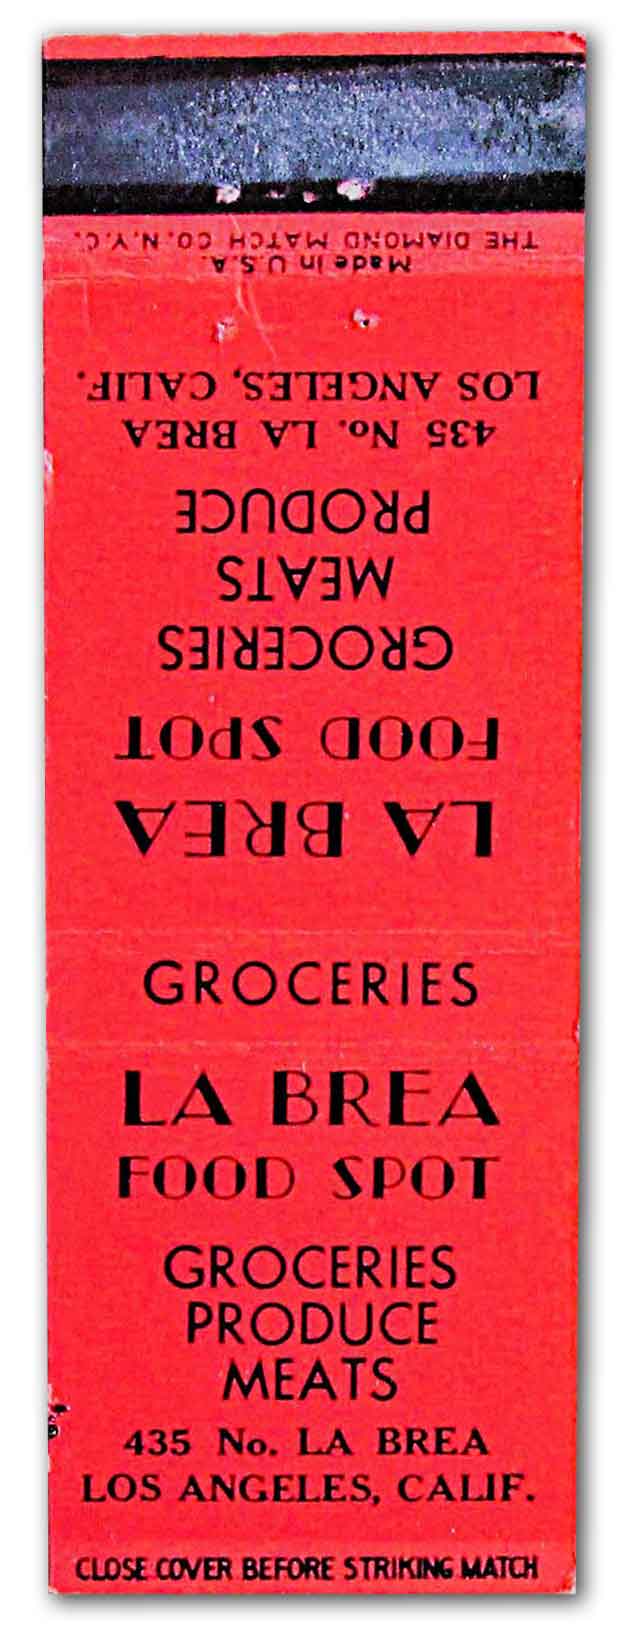 THE DIAMOND MATCH CO. N.Y.C.
Made In U.S.A.
LOS ANGELES, CALIF.
435 No. LA BREA
PRODUCE
MEATS
GROCERIES
FOOD SPOT
LA BREA
GROCERIES
LA BREA
FOOD SPOT
GROCERIES
PRODUCE
MEATS
435 No. LA BREA
LOS ANGELES, CALIF.
CLOSE COVER BEFORE STRIKING MATCH